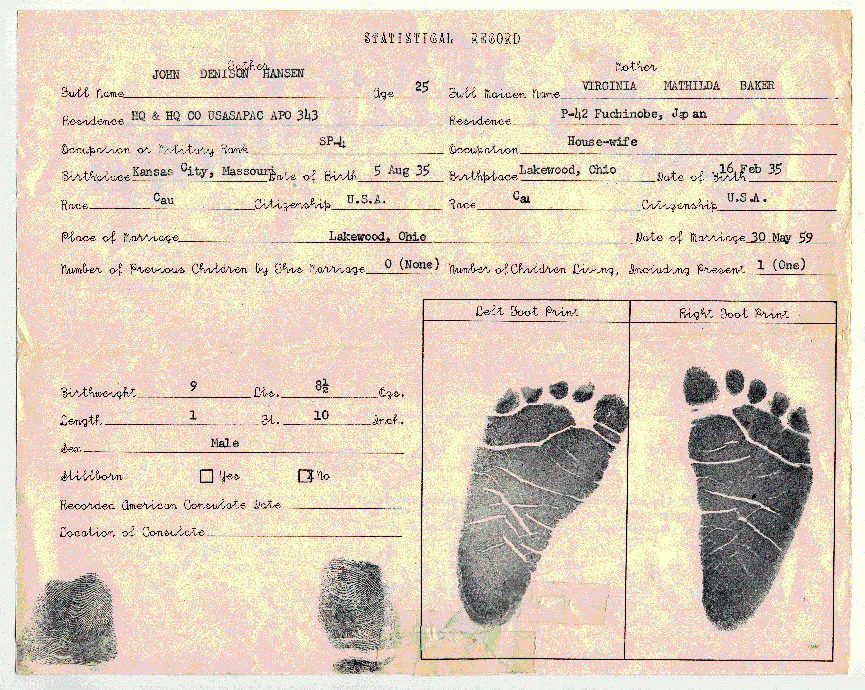 STATISTICAL RECORD
Father Mother
JOHN DENISON HANSEN 25 VIRGINIA MATHILDA BAKER
Full Name Age Full Maiden Name
Residence HQ & HQ CO USASAPAC APO 343 Residence P-42 Fuchinobe, Japan
Occupation or Military Rank SP-4 Occupation House-wife
Birthplace Kansas City, Massouri Date of Birth 5 Aug 35 Birthplace Lakewood, Ohio Date of Birth 16 Feb 35
Race Cau Citizenship U.S.A. Race Cau Citizenship U.S.A.
Place of Marriage Lakewood, Ohio Date of Marriage 30 May 59
Number of Previous Children by This Marriage 0 (None) Number of Children Living, Including Present 1 (One)
Left Foot Print Right Foot Print
Birthweight 9 Lbs. 8½ Ozs.
Length 1 Ft. 10 Inch.
Sex Male
Stillborn Yes X No
Recorded American Consulate Date
Location of Consulate